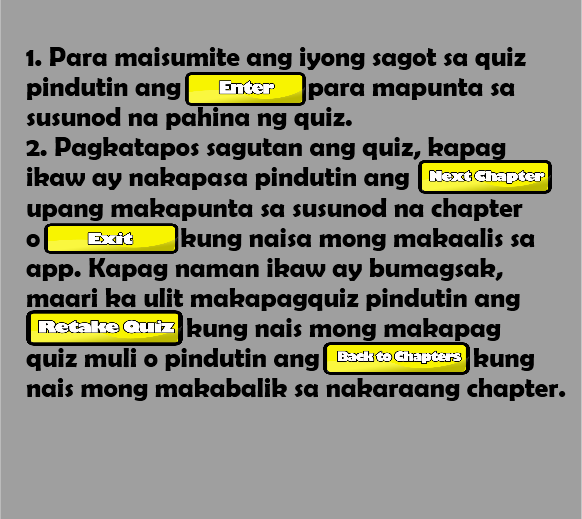 1. Para maisumite ang iyong sagot sa quiz
pindutin ang Enter para mapunta sa
susunod na pahina ng quiz.
2. Pagkatapos sagutan ang quiz, kapag
ikaw ay nakapasa pindutin ang Next Chapter
upang makapunta sa susunod na chapter
o Exit kung naisa mong makaalis sa
app. Kapag naman ikaw ay bumagsak,
maari ka ulit makapagquiz pindutin ang
Retake Quiz kung nais mong makapag
quiz muli o pindutin ang Back to Chapters kung
nais mong makabalik sa nakaraang chapter.